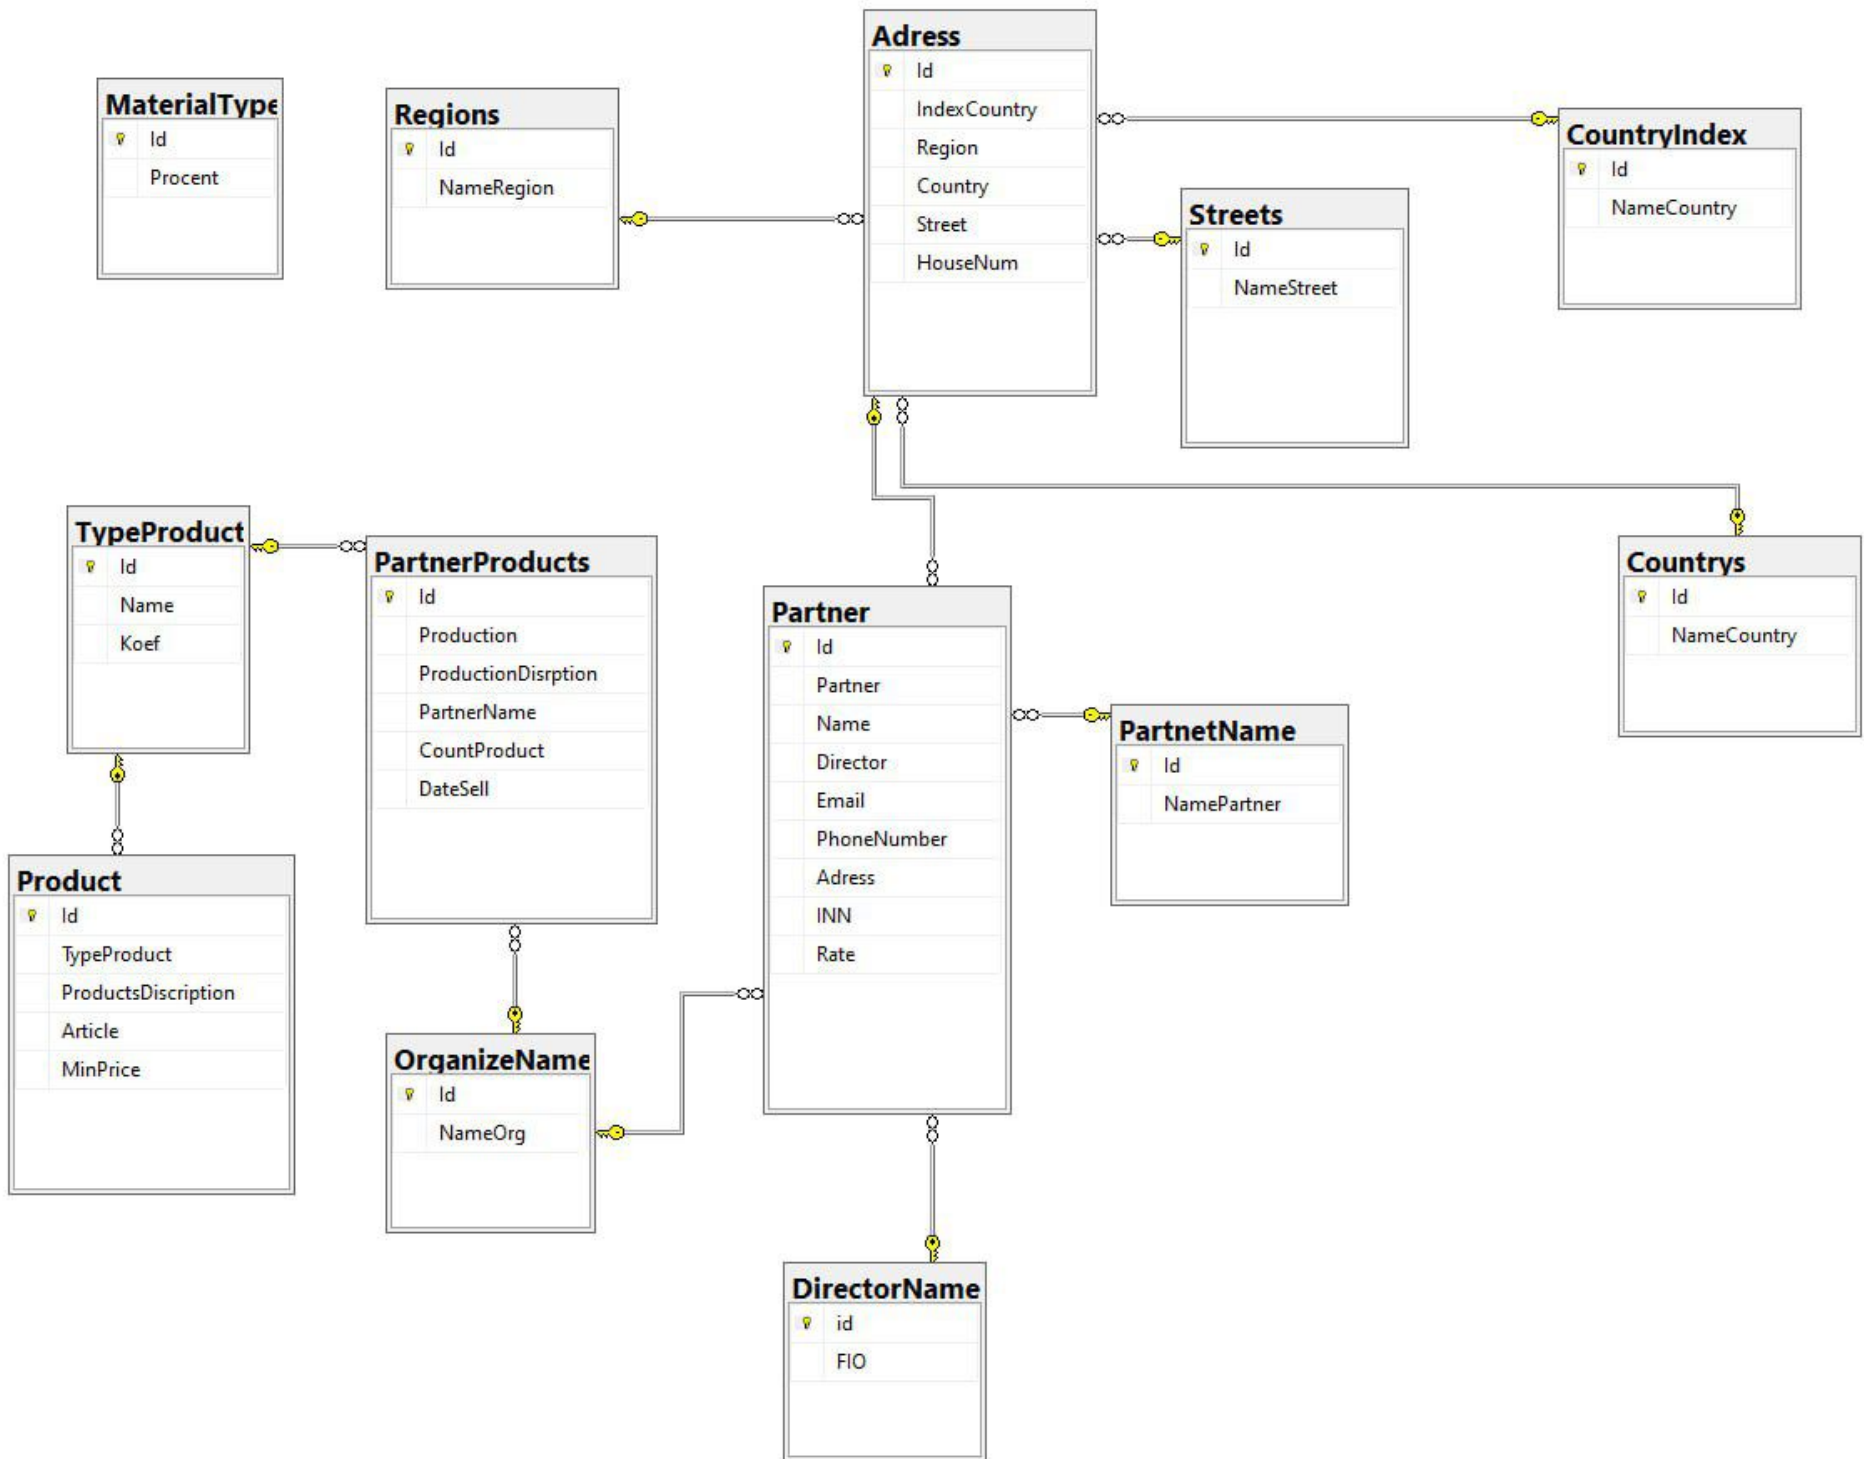 Adress
Id
IndexCountry
Region
Country
Street
HouseNum
MaterialType
Id
Procent
Regions
Id
NameRegion
CountryIndex
Id
NameCountry
Streets
Id
NameStreet
TypeProduct
Id
Name
Koef
PartnerProducts
Id
Production
ProductionDisrption
PartnerName
CountProduct
DateSell
Partner
Id
Partner
Name
Director
Email
PhoneNumber
Adress
INN
Rate
Countrys
Id
NameCountry
PartnetName
Id
NamePartner
Product
Id
TypeProduct
ProductsDiscription
Article
MinPrice
OrganizeName
Id
NameOrg
DirectorName
id
FIO